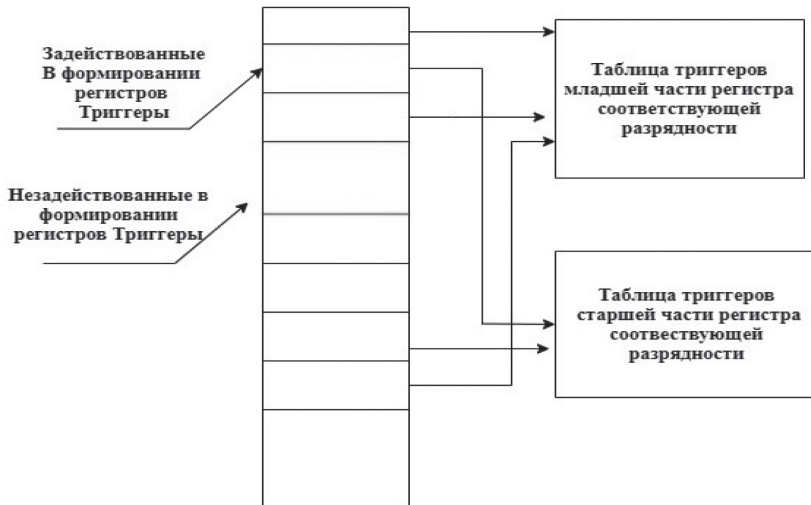 Задействованные
В формировании
регистров
Триггеры
Незадействованные в
формировании
регистров Триггеры
Таблица триггеров
младшей части регистра
соответствующей
разрядности
Таблица триггеров
старшей части регистра
соотвествующей
разрядности